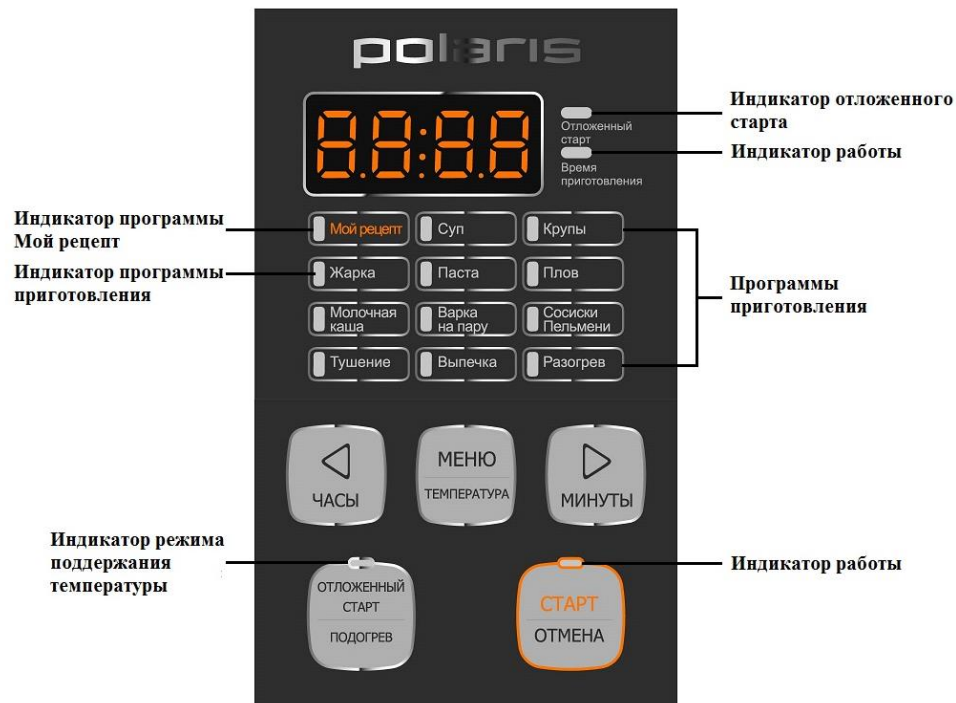 polaris
88:88
Отложенный
старт
Время
приготовления
Индикатор отложенного
старта
Индикатор работы
Индикатор программы
Мой рецепт
Индикатор программы
приготовления
Мой рецепт
Суп
Крупы
Жарка
Паста
Плов
Молочная
каша
Варка
на пару
Сосиски
Пельмени
Тушение
Выпечка
Разогрев
Программы
приготовления
ЧАСЫ
МЕНЮ
ТЕМПЕРАТУРА
МИНУТЫ
Индикатор режима
поддержания
температуры
ОТЛОЖЕННЫЙ
СТАРТ
ПОДОГРЕВ
СТАРТ
ОТМЕНА
Индикатор работы